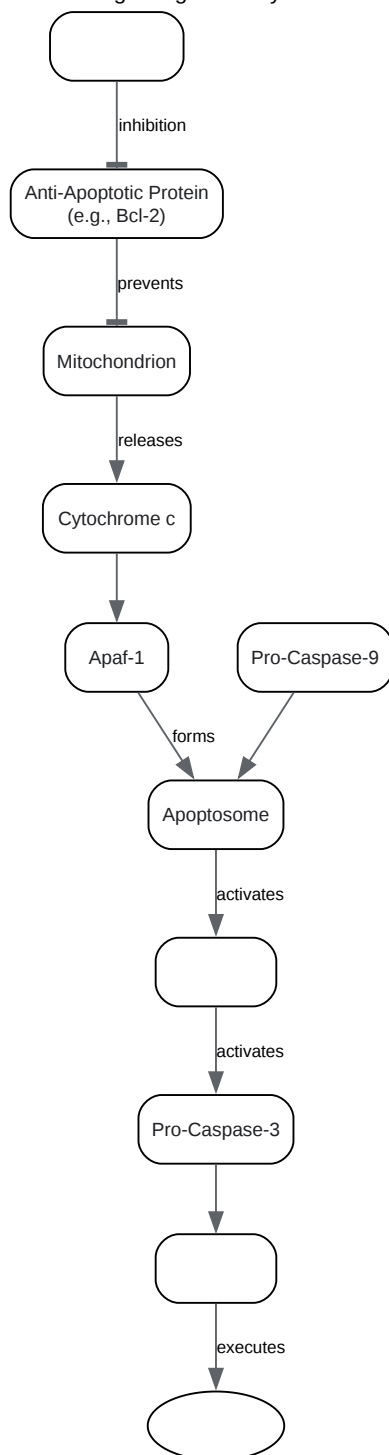 inhibition
Anti-Apoptotic Protein
(e.g., Bcl-2)
prevents
Mitochondrion
releases
Cytochrome c
Apaf-1
Pro-Caspase-9
forms
Apoptosome
activates
activates
Pro-Caspase-3
executes